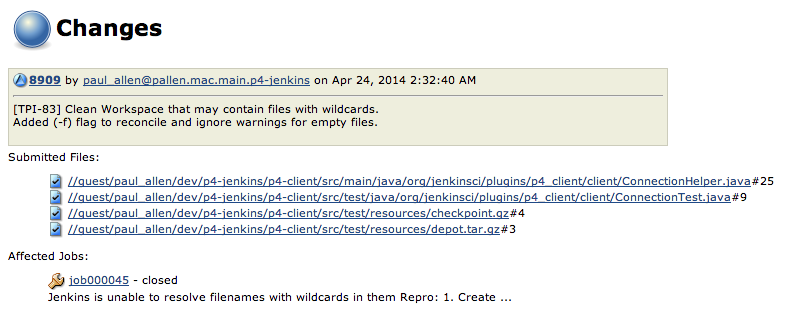 Changes
8909 by paul_allen@pallen.mac.main.p4-jenkins on Apr 24, 2014 2:32:40 AM
[TPI-83] Clean Workspace that may contain files with wildcards.
Added (-f) flag to reconcile and ignore warnings for empty files.
Submitted Files:
//guest/paul_allen/dev/p4-jenkins/p4-client/src/main/java/org/jenkinsci/plugins/p4_client/client/ConnectionHelper.java#25
//guest/paul_allen/dev/p4-jenkins/p4-client/src/test/java/org/jenkinsci/plugins/p4_client/client/ConnectionTest.java#9
//guest/paul_allen/dev/p4-jenkins/p4-client/src/test/resources/checkpoint.gz#4
//guest/paul_allen/dev/p4-jenkins/p4-client/src/test/resources/depot.tar.gz#3
Affected Jobs:
job000045 - closed
Jenkins is unable to resolve filenames with wildcards in them Repro: 1. Create ...